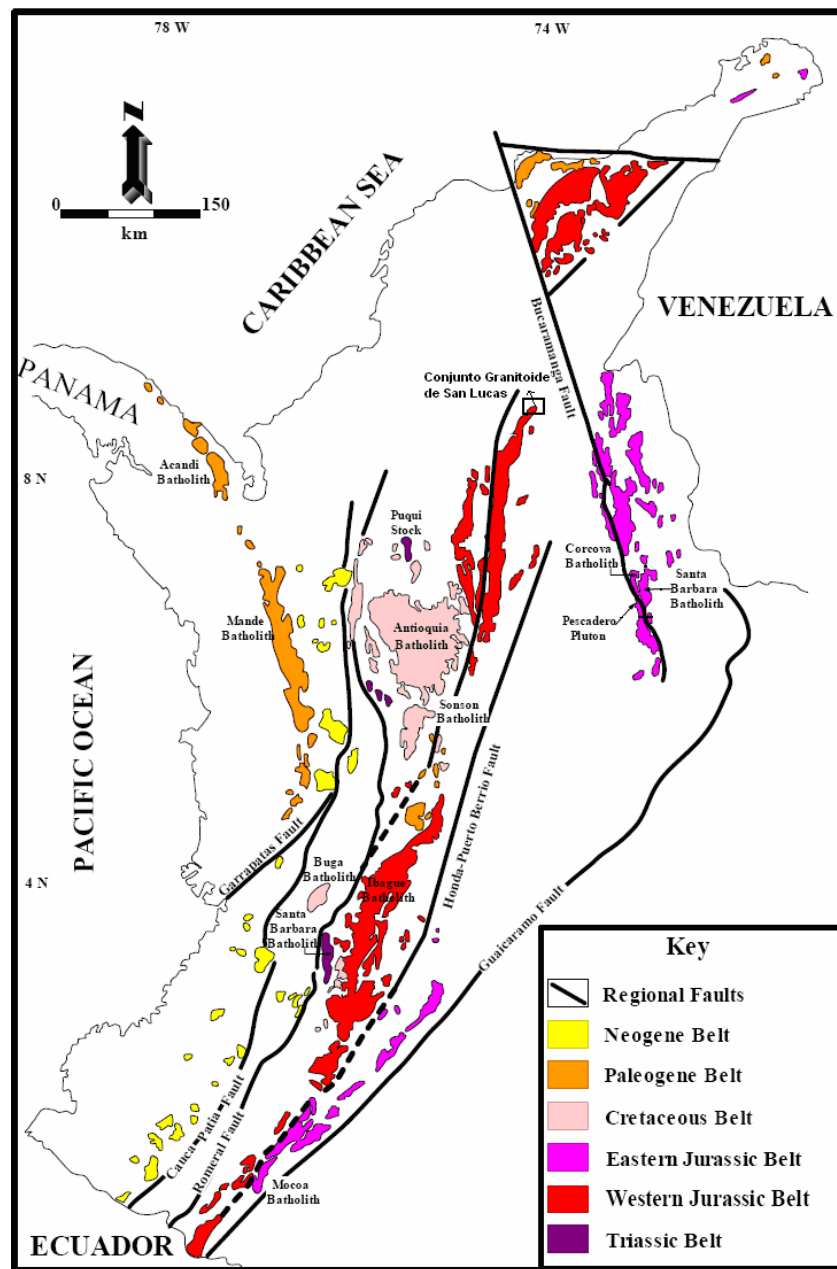 78 W
74 W
N
0
150
km
CARIBBEAN SEA
VENEZUELA
PANAMA
Bucaramanga Fault
Conjunto Granitoide
de San Lucas
Acandi
Batholith
8 N
Puqui
Stock
Corcova
Batholith
Santa
Barbara
Batholith
Mande
Batholith
Antioquia
Batholith
Pescadero
Pluton
PACIFIC OCEAN
Sonson
Batholith
Garrapatas Fault
Honda-Puerto Berrio Fault
Buga
Batholith
4 N
Ibague
Batholith
Santa
Barbara
Batholith
Guaicaramo Fault
Cauca-Patia-Fault
Romeral Fault
Mocoa
Batholith
ECUADOR
Key
Regional Faults
Neogene Belt
Paleogene Belt
Cretaceous Belt
Eastern Jurassic Belt
Western Jurassic Belt
Triassic Belt